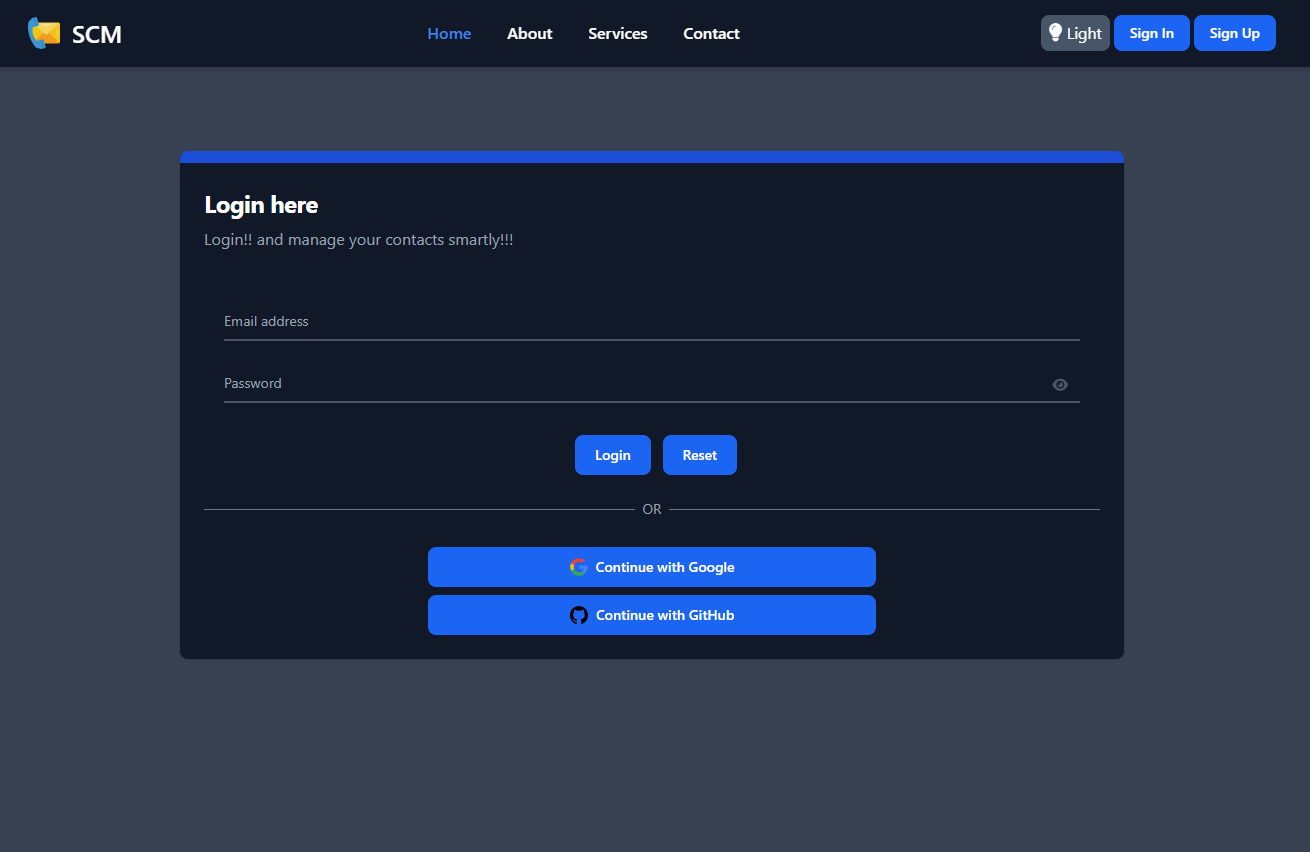 SCM
Home About Services Contact
Light Sign In Sign Up
Login here
Login!! and manage your contacts smartly!!!
Email address
Password
Login Reset
OR
Continue with Google
Continue with GitHub